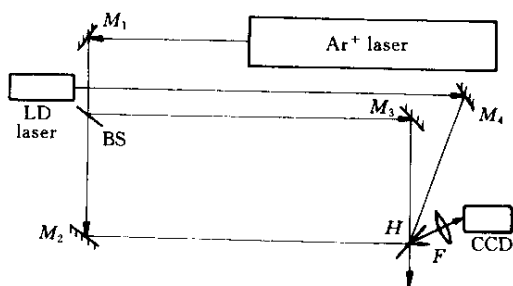 M₁
Ar⁺ laser
LD
laser
BS
M₃
M₄
M₂
H
F
CCD